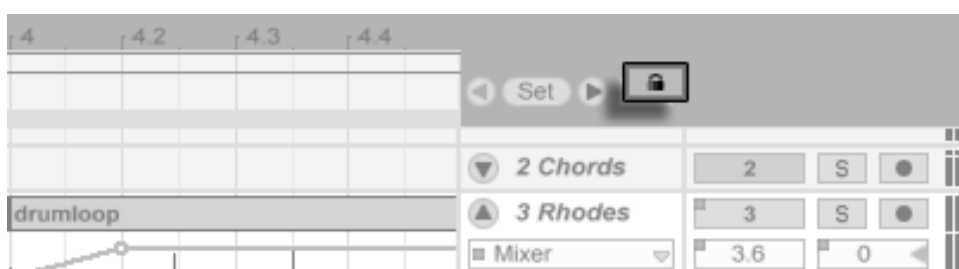 4 4.2 4.3 4.4
Set
2 Chords 2 S
drumloop 3 Rhodes 3 S
Mixer 3.6 0